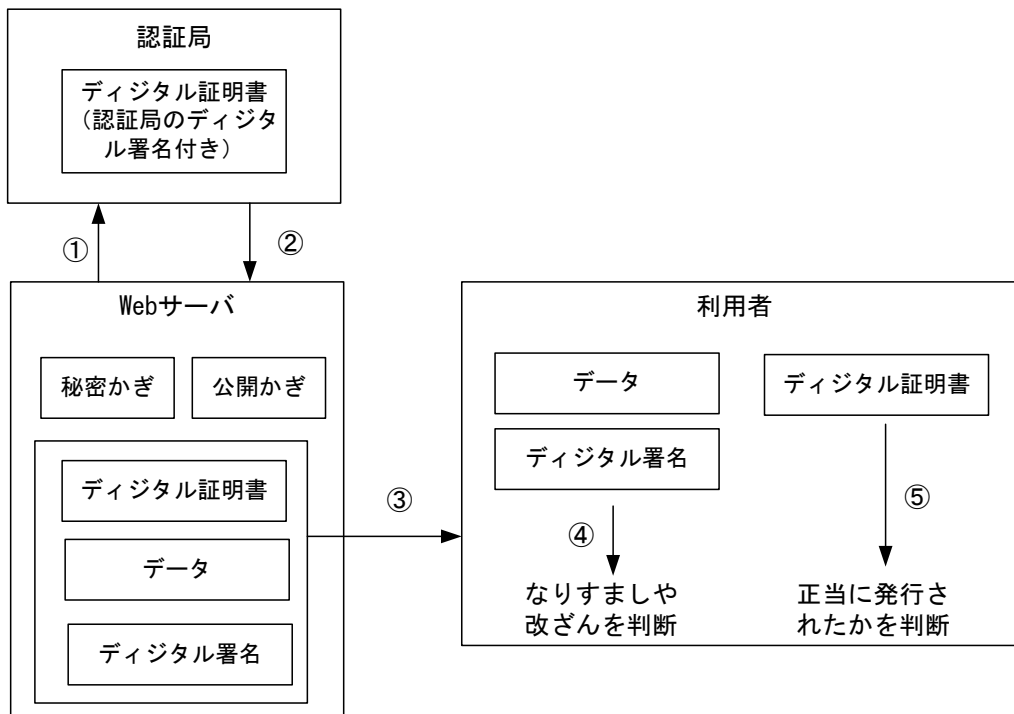 認証局
ディジタル証明書
（認証局のディジタ
ル署名付き）
①
②
Webサーバ
秘密かぎ
公開かぎ
ディジタル証明書
データ
ディジタル署名
③
利用者
データ
ディジタル署名
ディジタル証明書
④
⑤
なりすましや
改ざんを判断
正当に発行さ
れたかを判断